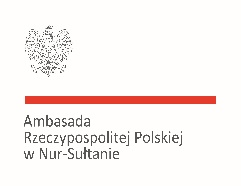 Ambasada
Rzeczypospolitej Polskiej
w Nur-Sułtanie